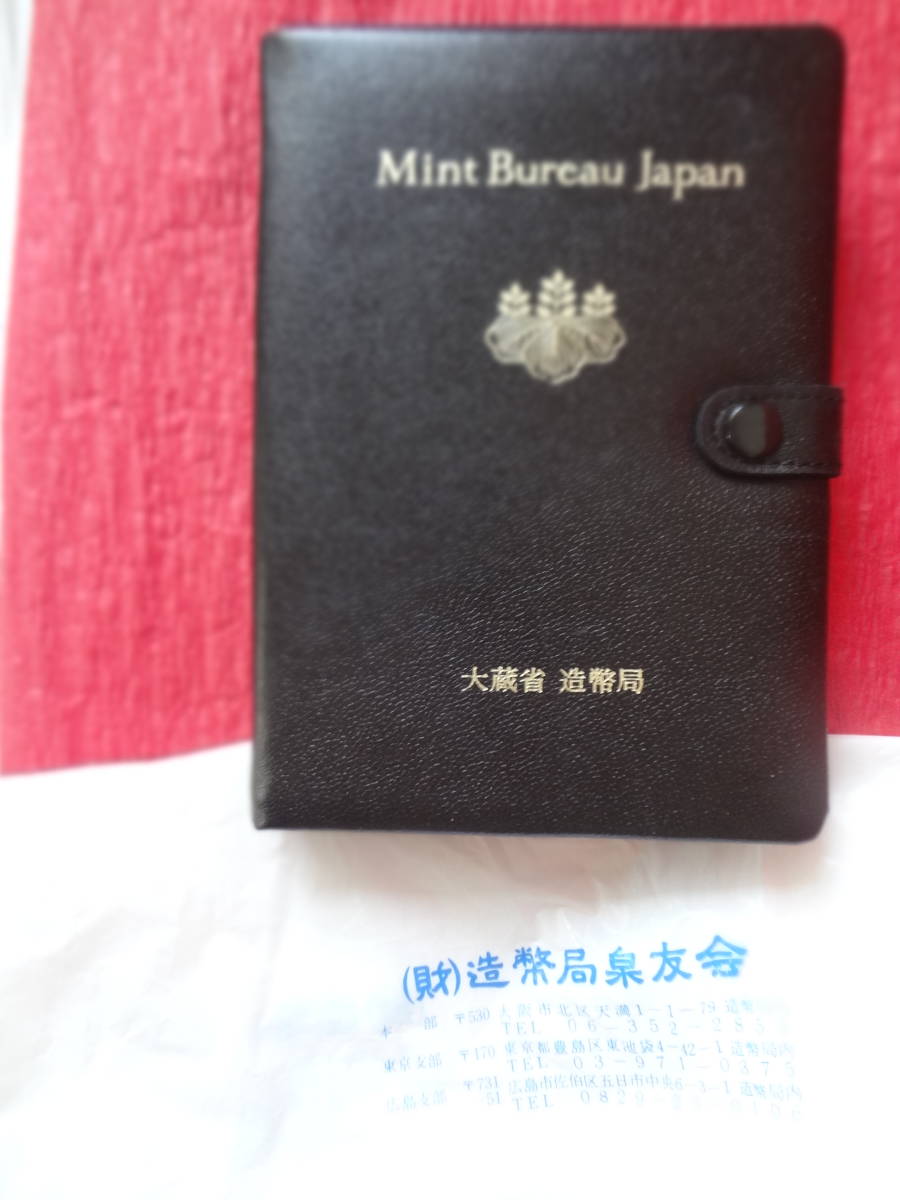 Mint Bureau Japan
大蔵省 造幣局
(財)造幣局泉友会
本 部 〒530 大阪市北区天満1-1-79 造幣
TEL 06-352-285
東京支部 〒170 東京都豊島区東池袋4-42-1 造幣局内
TEL 03-971-0375
広島支部 〒731 広島市佐伯区五日市中央6-3-1 造幣局内
51 TEL 0829-2